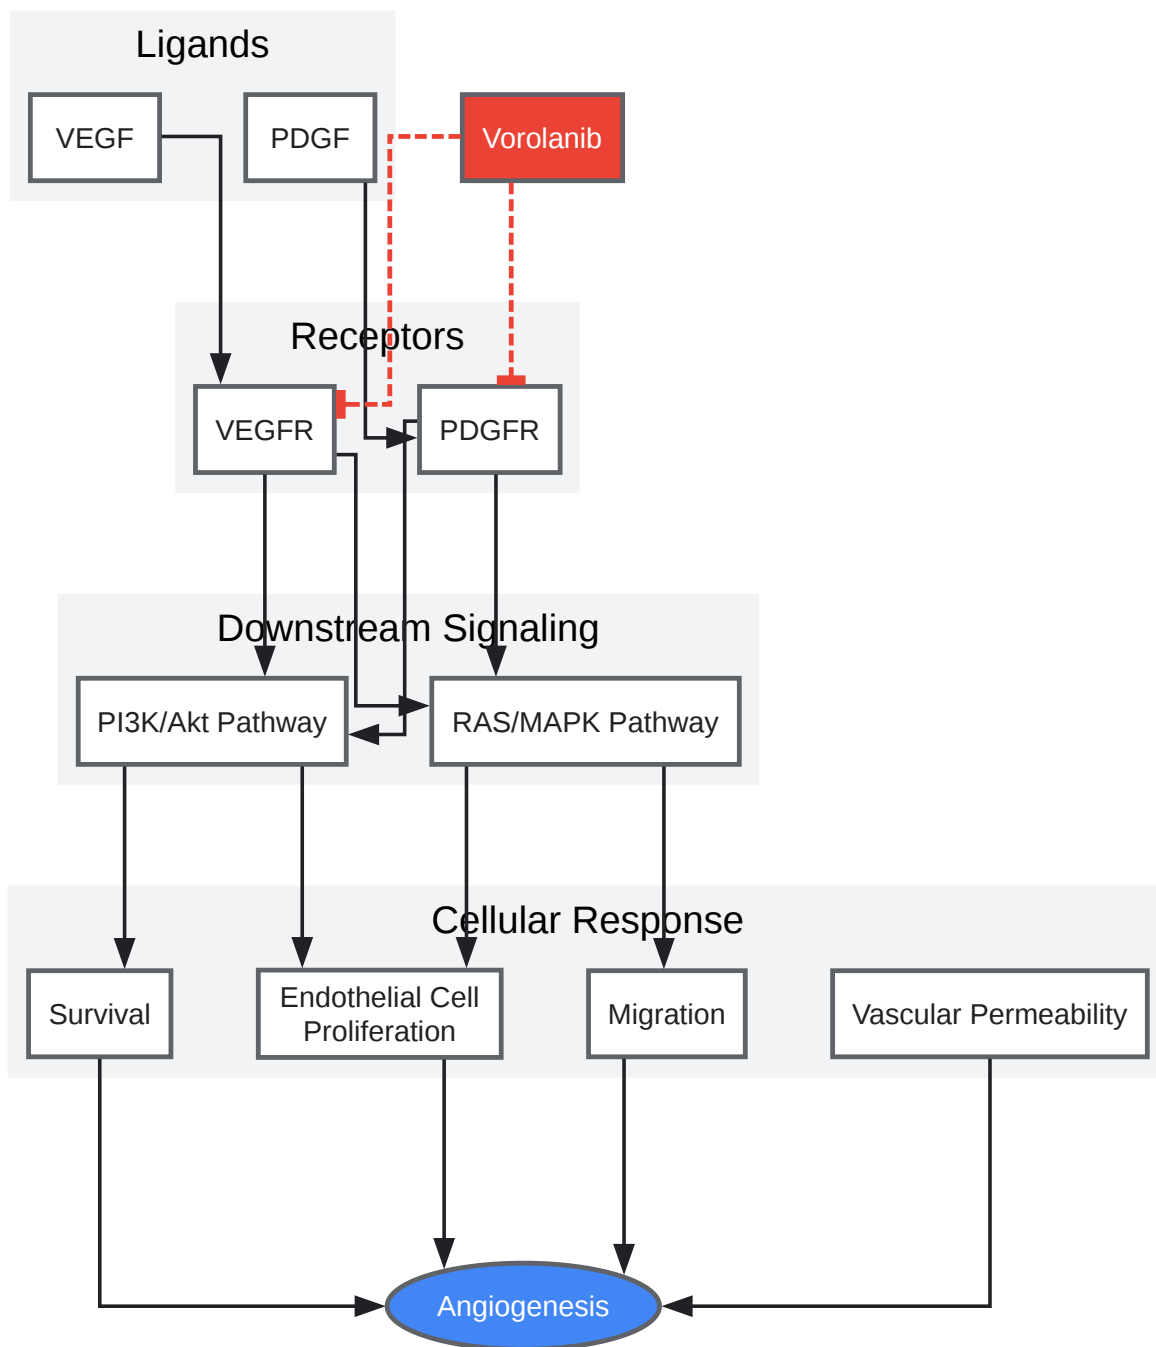 Ligands
VEGF
PDGF
Vorolanib
Receptors
VEGFR
PDGFR
Downstream Signaling
PI3K/Akt Pathway
RAS/MAPK Pathway
Cellular Response
Survival
Endothelial Cell
Proliferation
Migration
Vascular Permeability
Angiogenesis